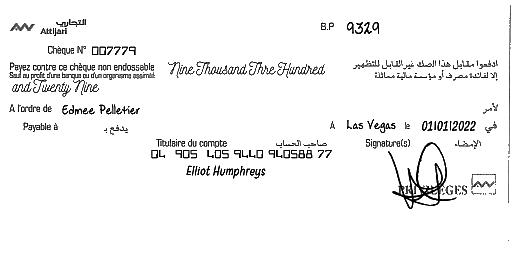 التجاري
Attijari
B.P 9329
Chèque N° 007779
Payez contre ce chèque non endossable
Nine Thousand Thre Hundred
ادفعوا مقابل هذا الصك غير القابل للتظهير
Sauf au profit d'une banque ou d'un organisme assimilé
إلا لفائدة مصرف أو مؤسسة مالية مماثلة
and Twenty Nine
A l'ordre de Edmee Pelletier
لأمر
Payable à يدفع بـ
A Las Vegas le 01/01/2022 في
Titulaire du compte صاحب الحساب
Signature(s) الإمضاء
04 905 405 9440 940588 77
Elliot Humphreys
PRIVILEGES